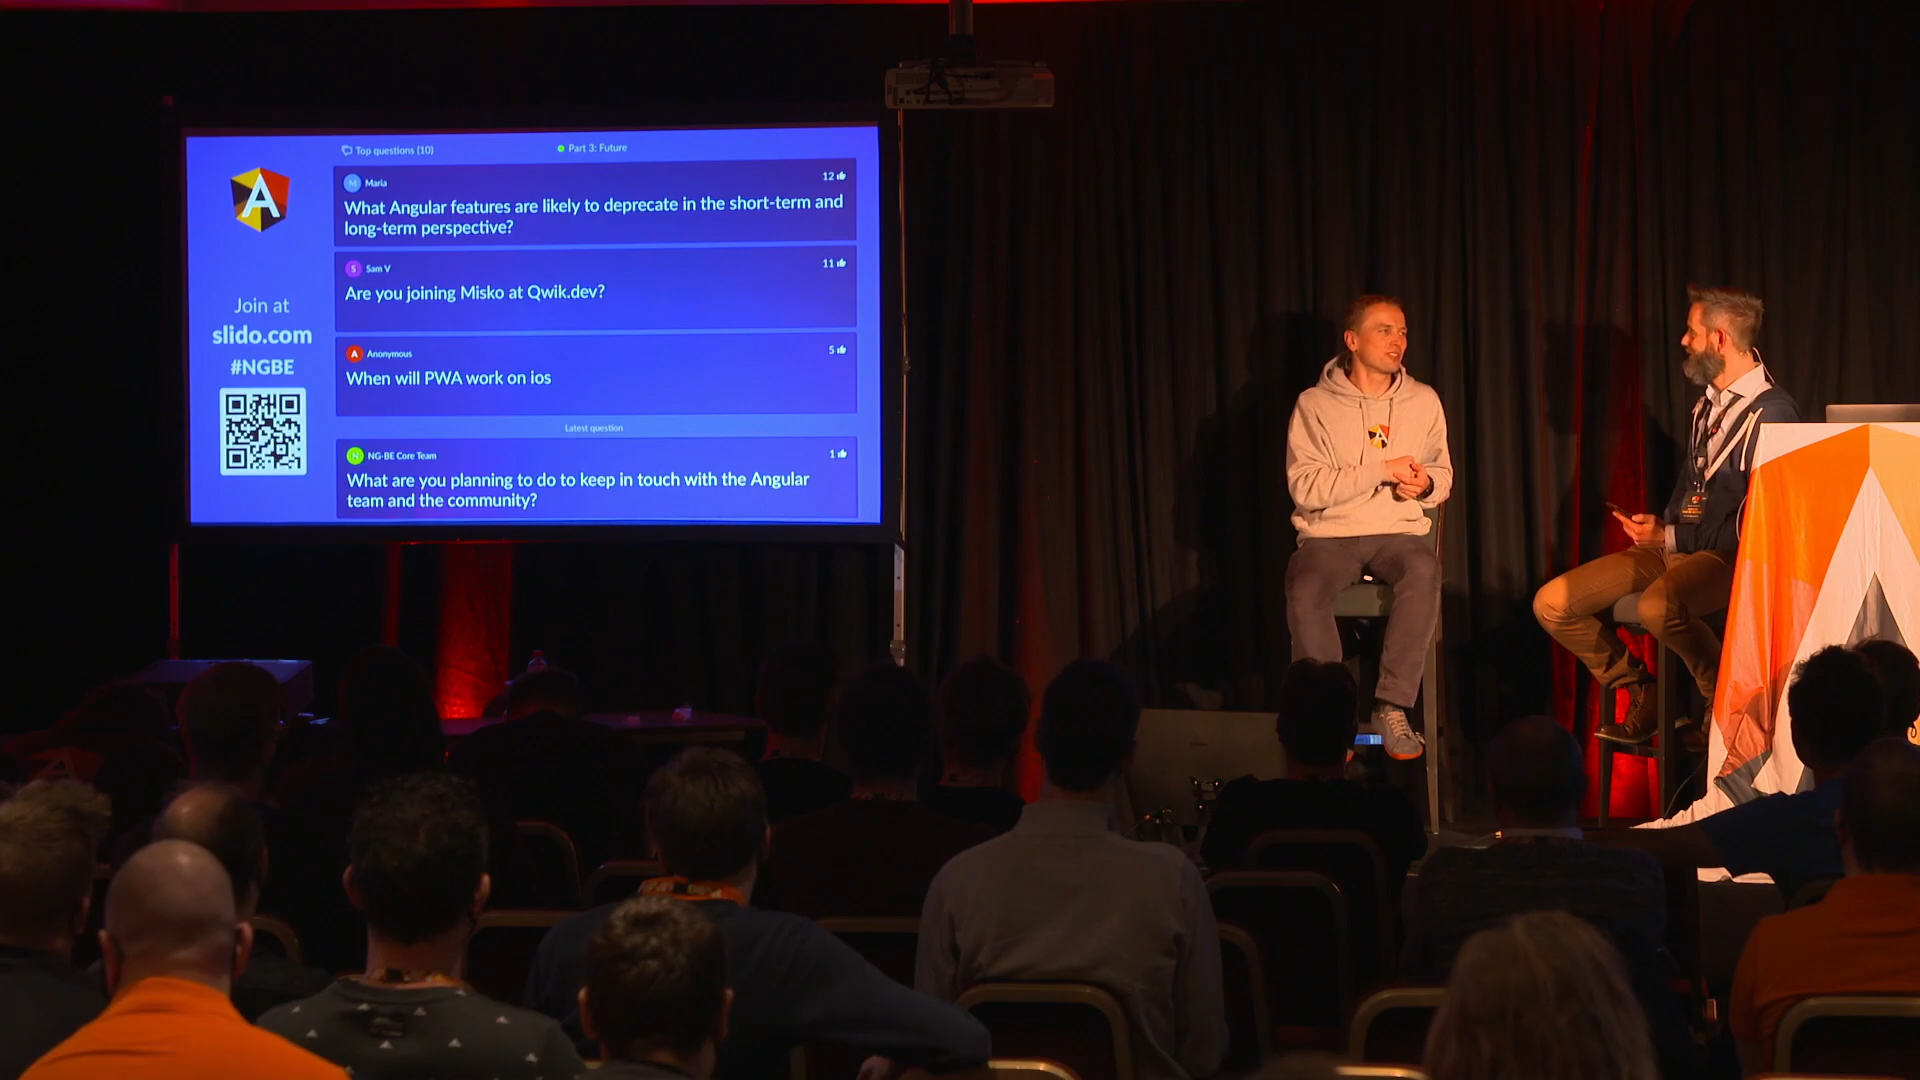 Top questions (10)
Part 3: Future
A
Join at
slido.com
#NGBE
M
Maria
12
What Angular features are likely to deprecate in the short-term and
long-term perspective?
S
Sam V
11
Are you joining Misko at Qwik.dev?
A
Anonymous
5
When will PWA work on ios
Latest question
N
NG-BE Core Team
1
What are you planning to do to keep in touch with the Angular
team and the community?
A